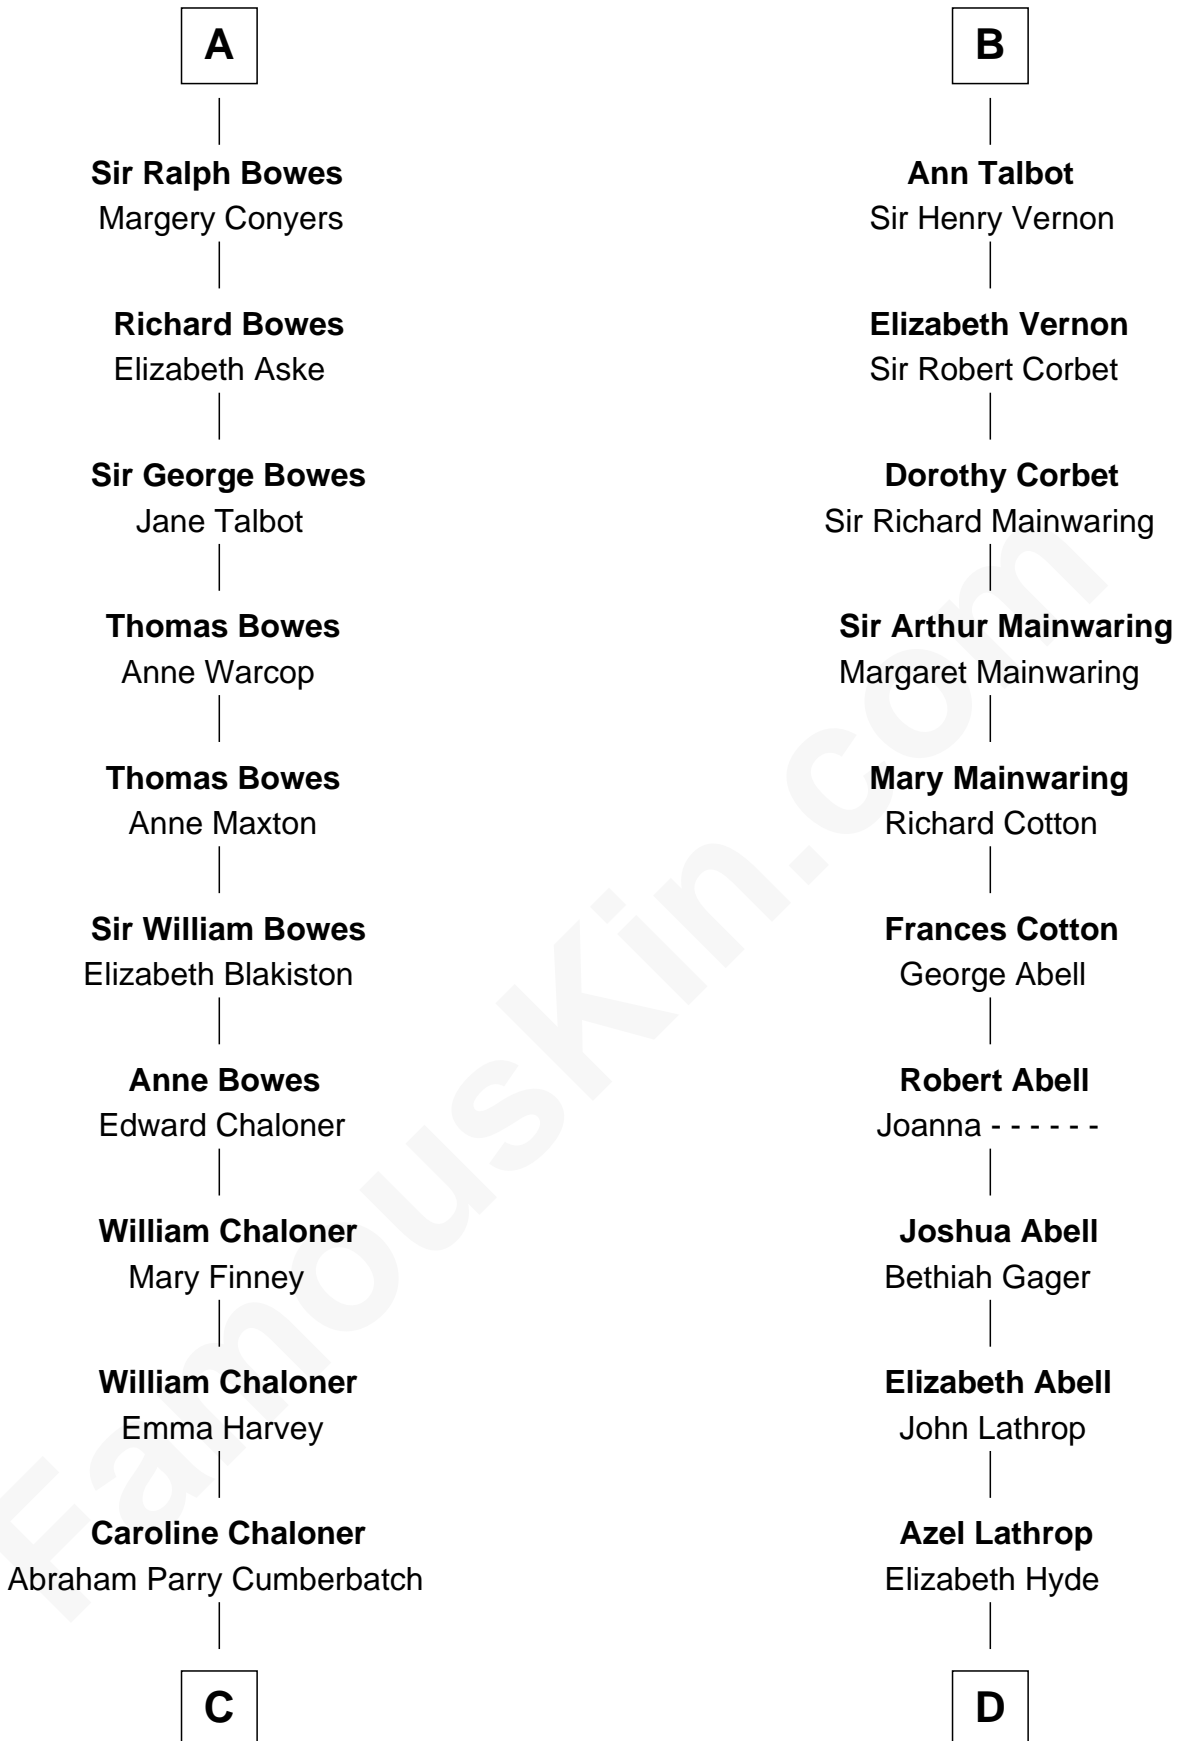 A
Sir Ralph Bowes
Margery Conyers
Richard Bowes
Elizabeth Aske
Sir George Bowes
Jane Talbot
Thomas Bowes
Anne Warcop
Thomas Bowes
Anne Maxton
Sir William Bowes
Elizabeth Blakiston
Anne Bowes
Edward Chaloner
William Chaloner
Mary Finney
William Chaloner
Emma Harvey
Caroline Chaloner
Abraham Parry Cumberbatch
C
B
Ann Talbot
Sir Henry Vernon
Elizabeth Vernon
Sir Robert Corbet
Dorothy Corbet
Sir Richard Mainwaring
Sir Arthur Mainwaring
Margaret Mainwaring
Mary Mainwaring
Richard Cotton
Frances Cotton
George Abell
Robert Abell
Joanna - - - - - -
Joshua Abell
Bethiah Gager
Elizabeth Abell
John Lathrop
Azel Lathrop
Elizabeth Hyde
D
FamousKin.com